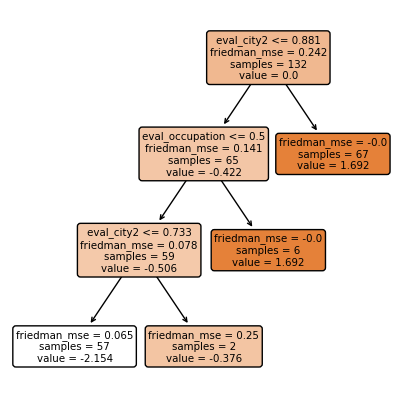 eval_city2 <= 0.881
friedman_mse = 0.242
samples = 132
value = 0.0
eval_occupation <= 0.5
friedman_mse = 0.141
samples = 65
value = -0.422
friedman_mse = -0.0
samples = 67
value = 1.692
eval_city2 <= 0.733
friedman_mse = 0.078
samples = 59
value = -0.506
friedman_mse = -0.0
samples = 6
value = 1.692
friedman_mse = 0.065
samples = 57
value = -2.154
friedman_mse = 0.25
samples = 2
value = -0.376